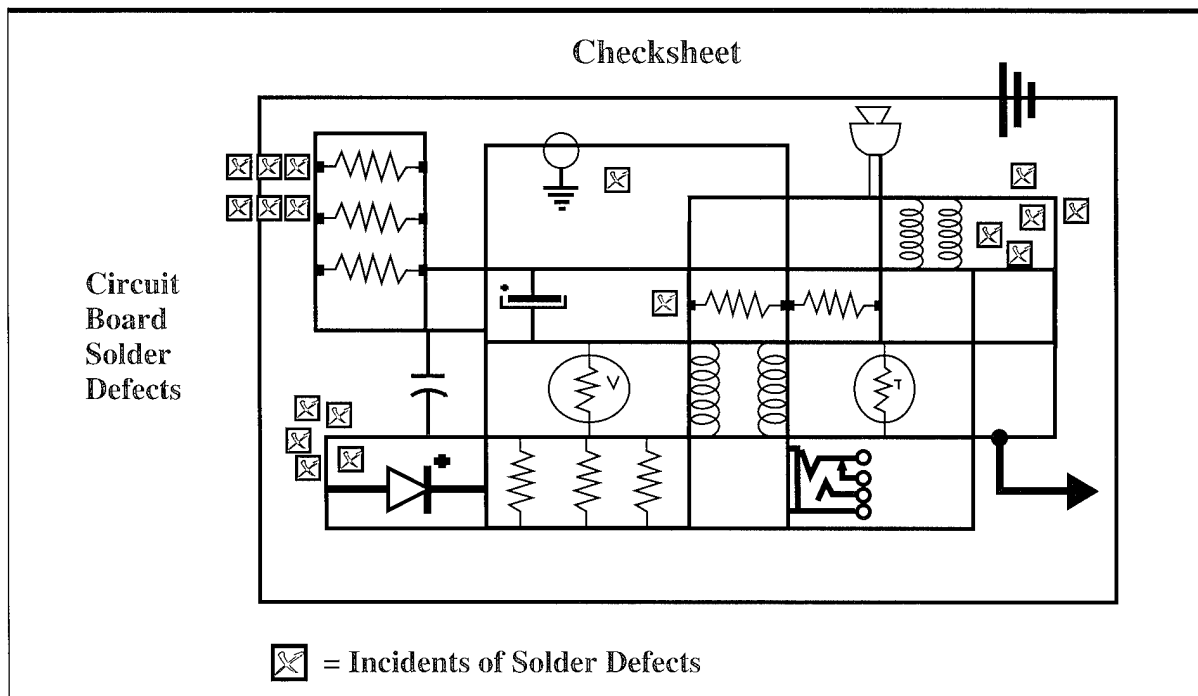 Checksheet
Circuit
Board
Solder
Defects
V
T
= Incidents of Solder Defects